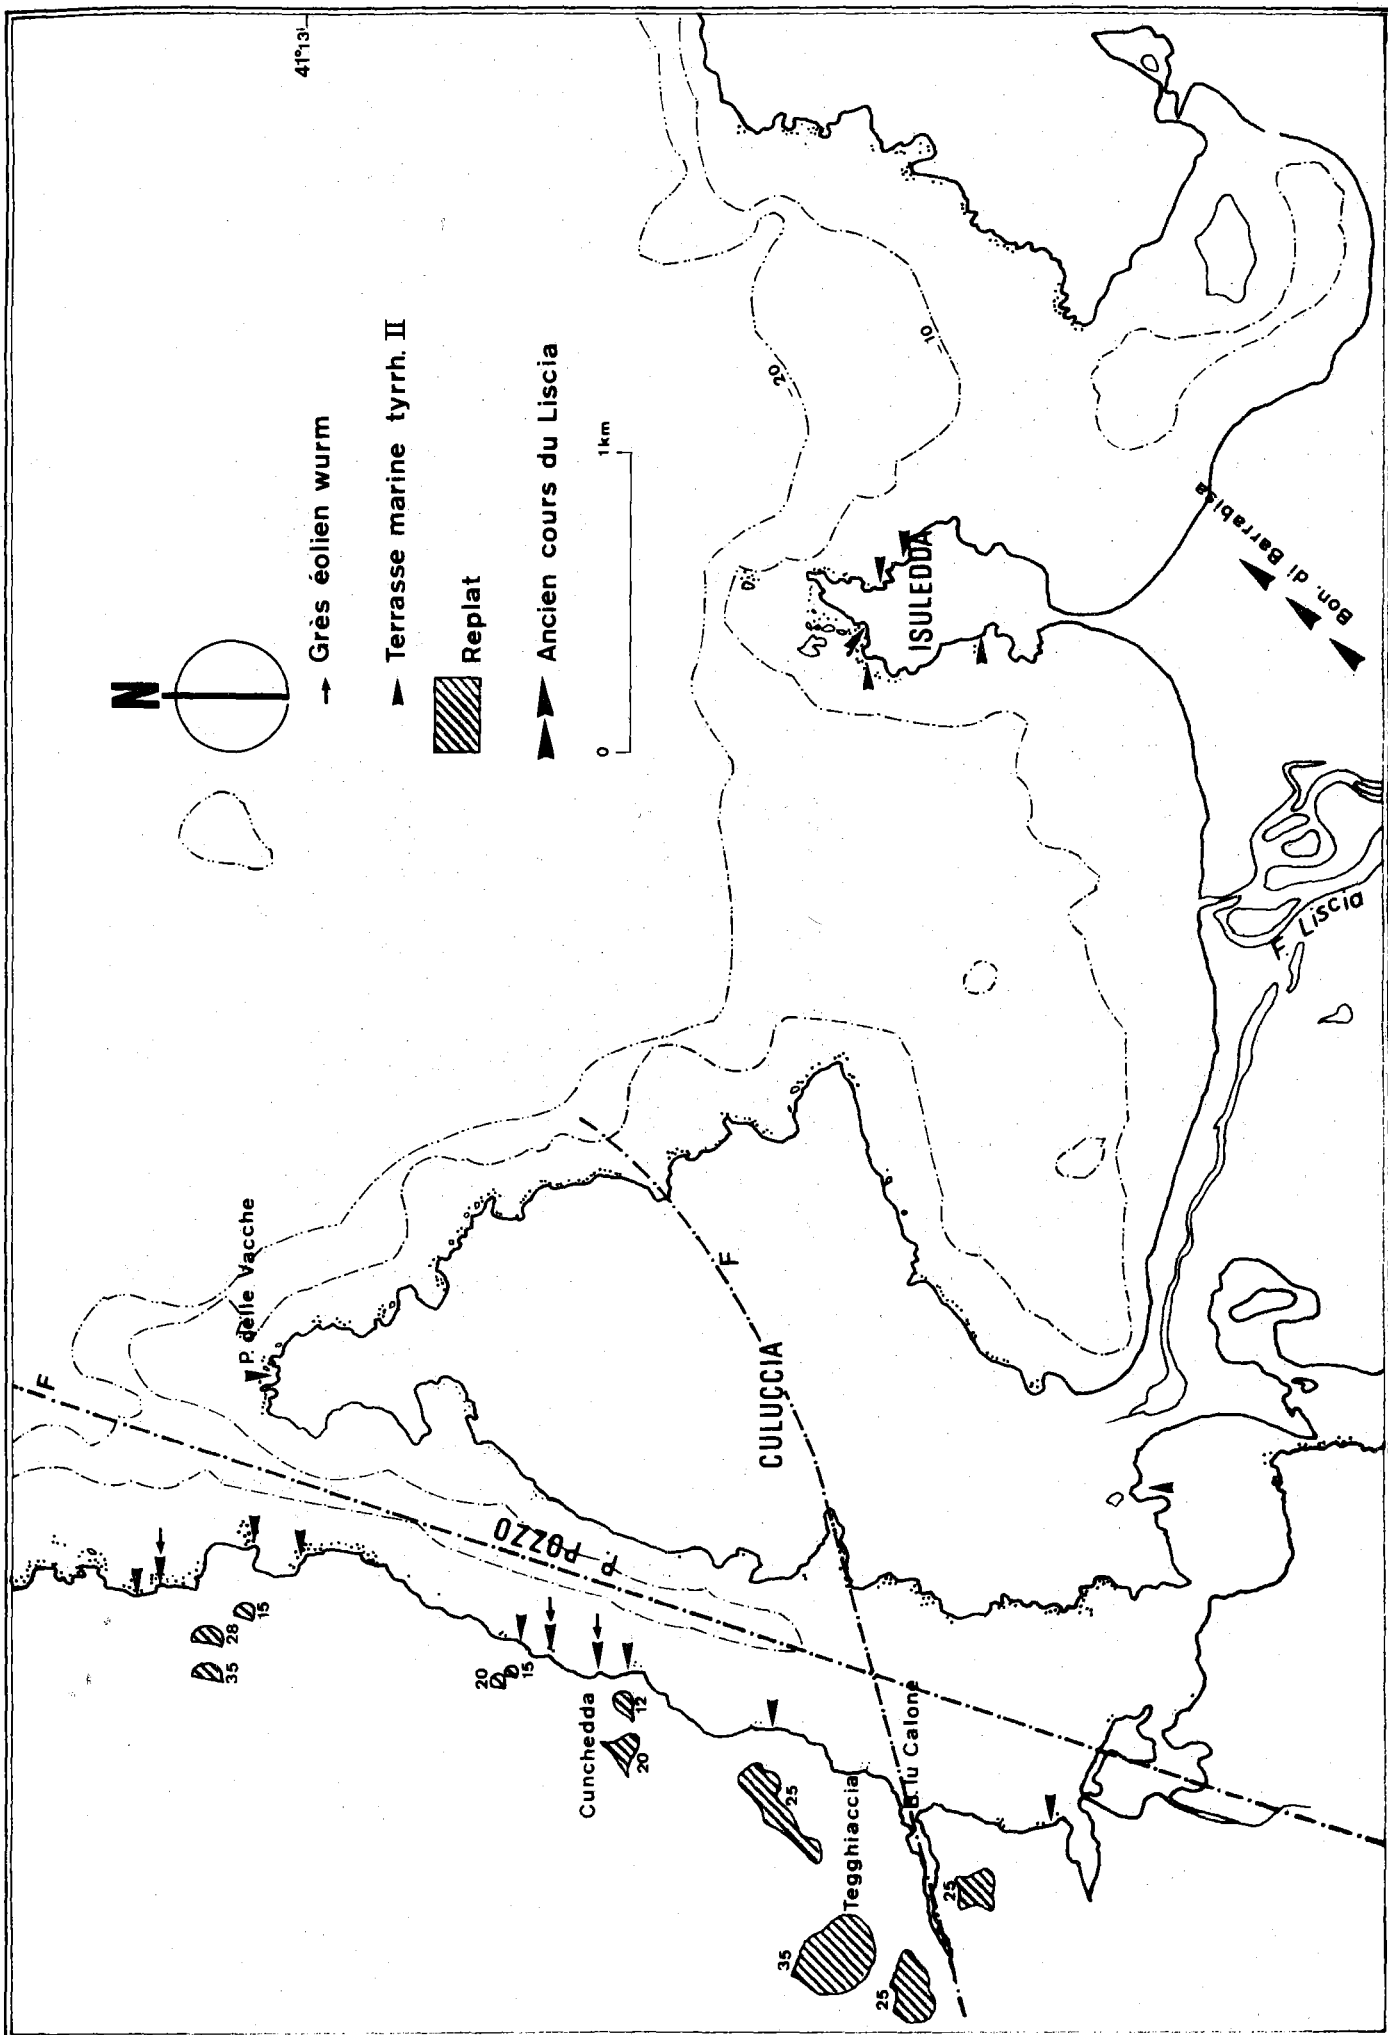 41°13'
N
→ Grès éolien wurm
Terrasse marine tyrrh. II
Replat
Ancien cours du Liscia
0
1km
F
P. delle Vacche
P. POZZO
35
28
15
20
15
Cunchedda
12
20
25
Tegghiaccia
35
25
25
B. lu Calone
CULUCCIA
F
20
10
ISULEDDA
Bon. di Barrabisa
F. Liscia